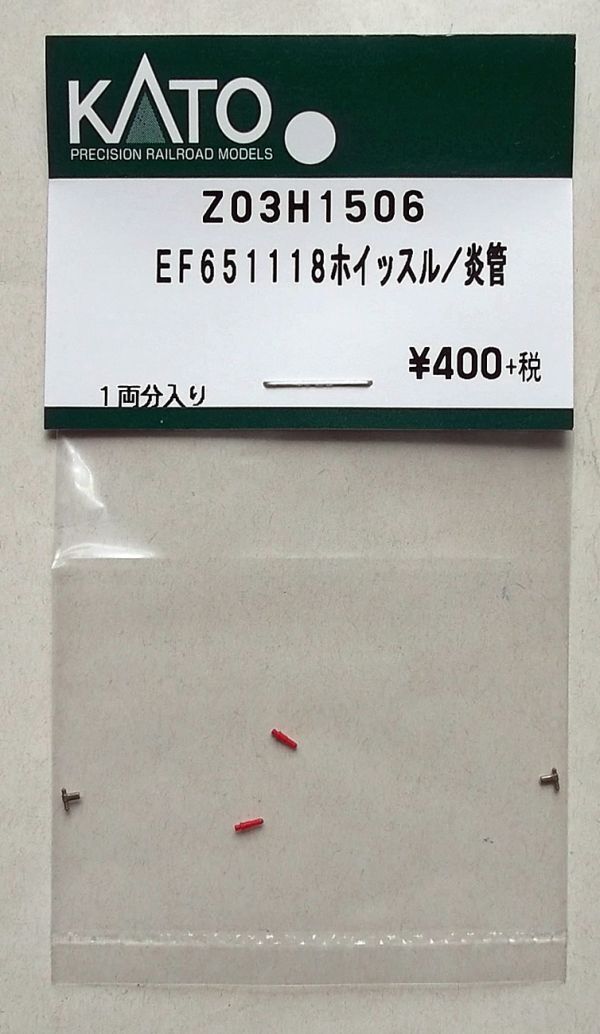 KATO
PRECISION RAILROAD MODELS
Z03H1506
EF651118ホイッスル/炎管
¥400+税
1両分入り